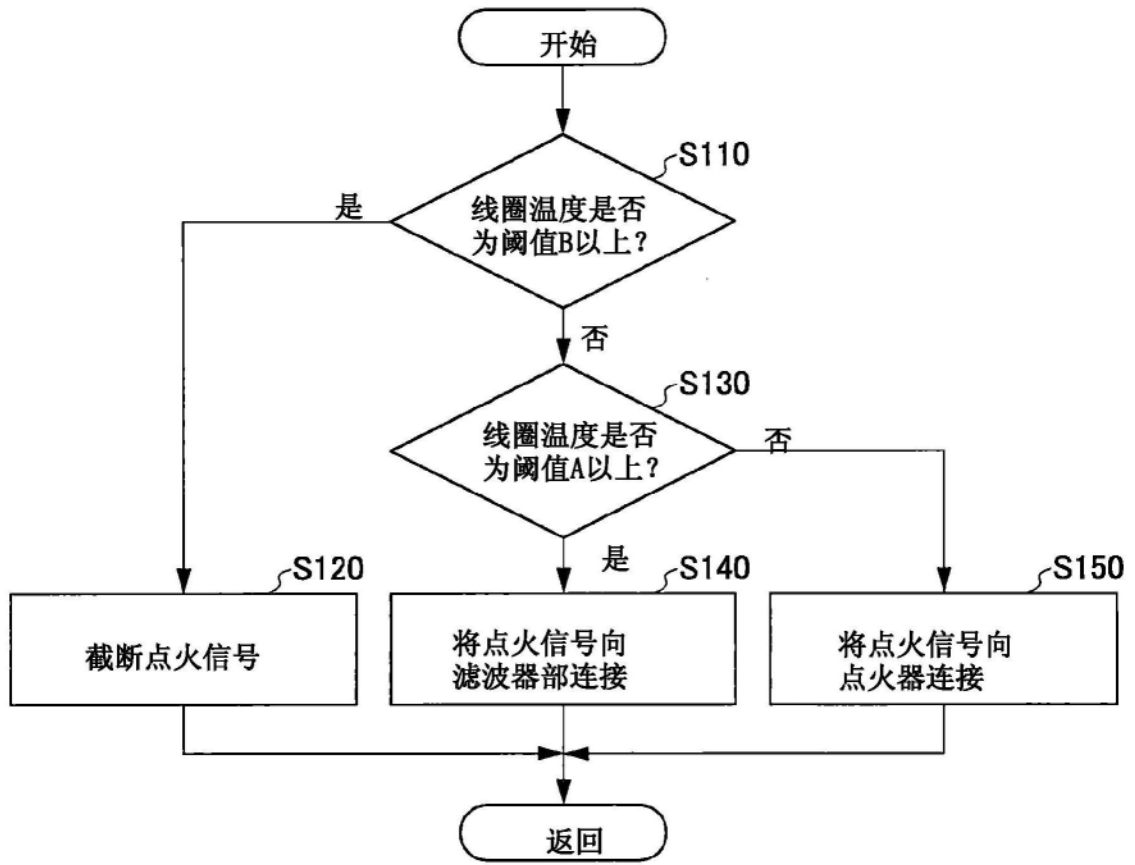 开始
S110
是
线圈温度是否
为阈值B以上？
否
S130
线圈温度是否
为阈值A以上？
否
是
S120
S140
S150
截断点火信号
将点火信号向
滤波器部连接
将点火信号向
点火器连接
返回